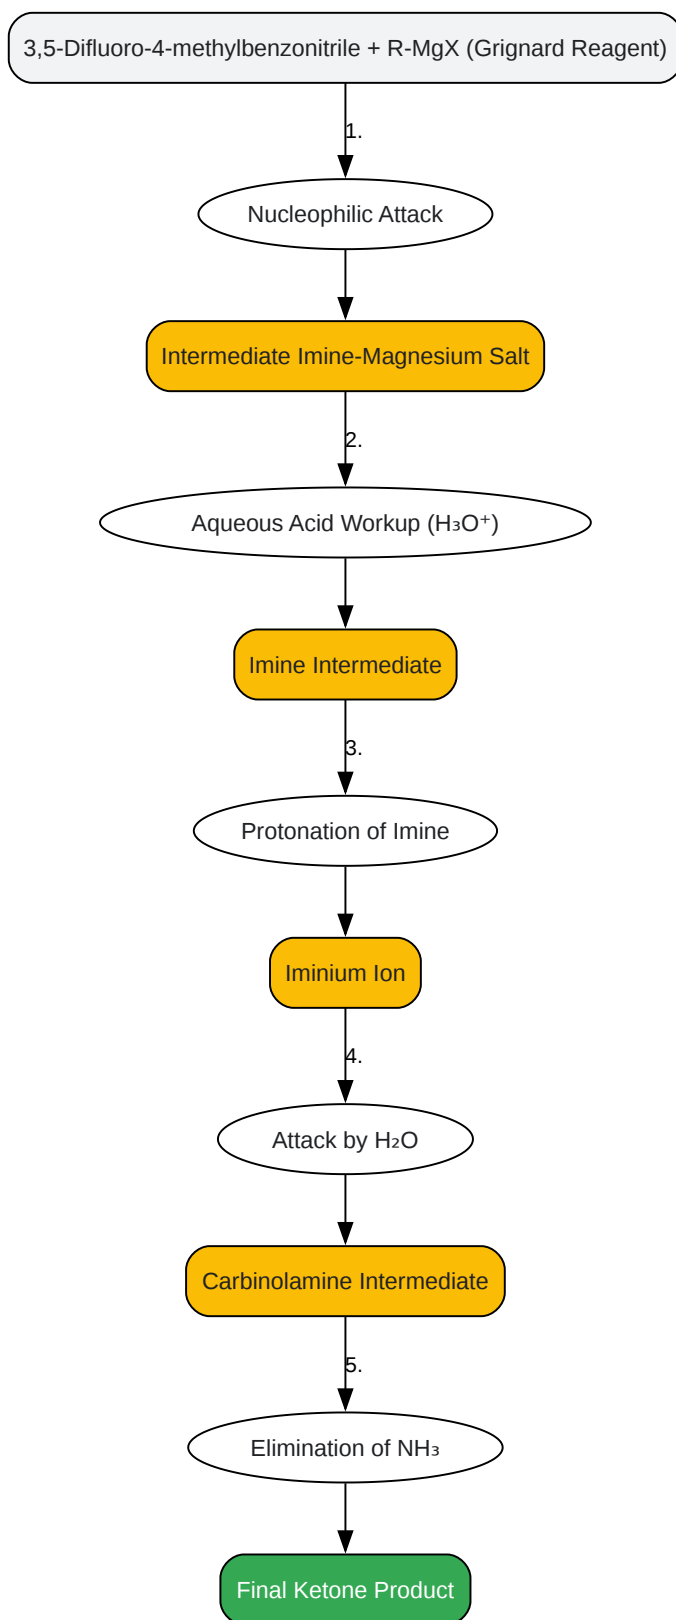 3,5-Difluoro-4-methylbenzonitrile + R-MgX (Grignard Reagent)
1.
Nucleophilic Attack
Intermediate Imine-Magnesium Salt
2.
Aqueous Acid Workup (H₃O⁺)
Imine Intermediate
3.
Protonation of Imine
Iminium Ion
4.
Attack by H₂O
Carbinolamine Intermediate
5.
Elimination of NH₃
Final Ketone Product